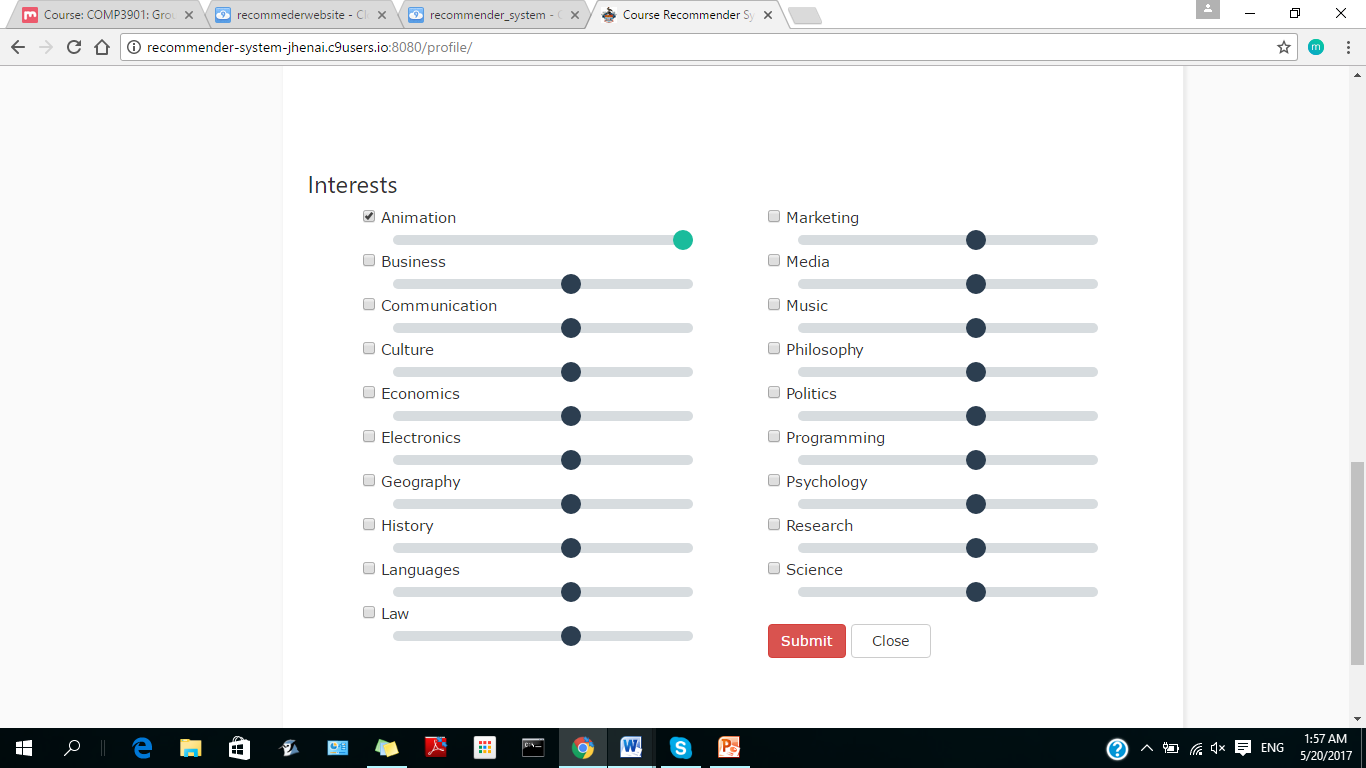 Course: COMP3901: Grou
recommederwebsite - Cl
recommender_system - C
Course Recommender Sy
recommender-system-jhenai.c9users.io:8080/profile/
m
Interests
Animation
Business
Communication
Culture
Economics
Electronics
Geography
History
Languages
Law
Marketing
Media
Music
Philosophy
Politics
Programming
Psychology
Research
Science
Submit
Close
ENG
1:57 AM
5/20/2017